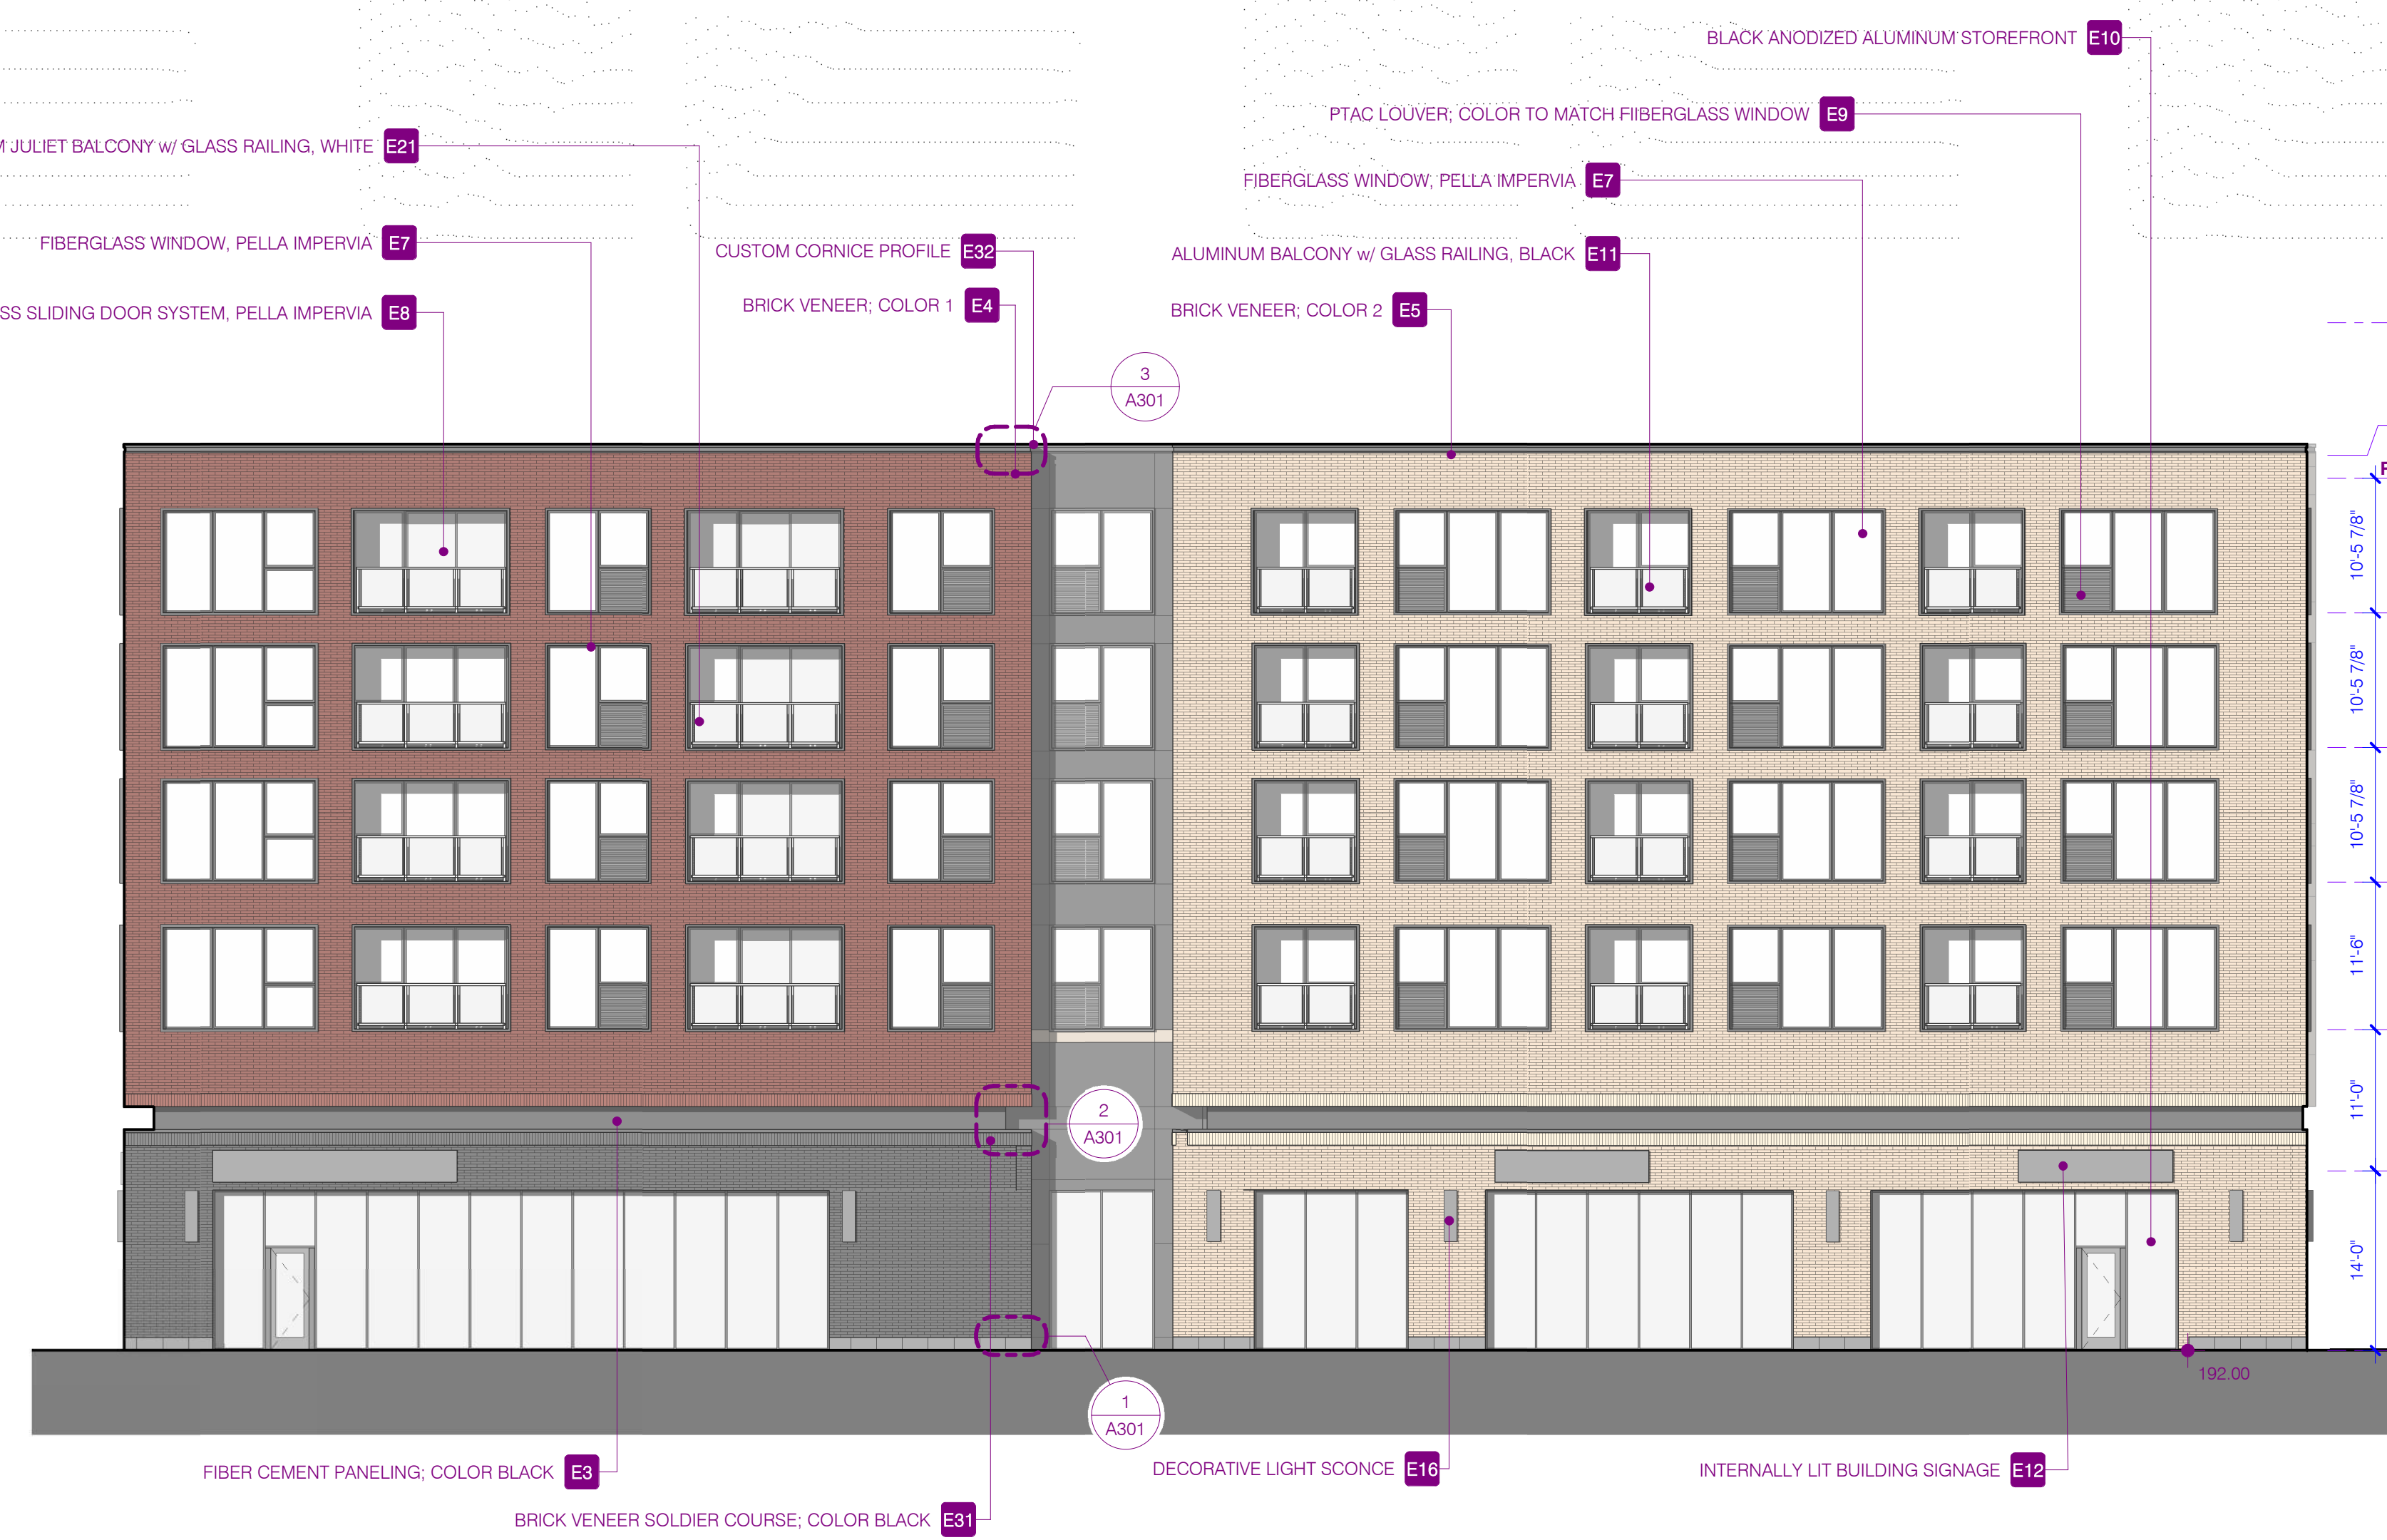 BLACK ANODIZED ALUMINUM STOREFRONT E10
PTAC LOUVER; COLOR TO MATCH FIIBERGLASS WINDOW E9
JULIET BALCONY w/ GLASS RAILING, WHITE E21
FIBERGLASS WINDOW, PELLA IMPERVIA E7
FIBERGLASS WINDOW, PELLA IMPERVIA E7
CUSTOM CORNICE PROFILE E32
ALUMINUM BALCONY w/ GLASS RAILING, BLACK E11
SLIDING DOOR SYSTEM, PELLA IMPERVIA E8
BRICK VENEER; COLOR 1 E4
BRICK VENEER; COLOR 2 E5
3
A301
10'-5 7/8"
10'-5 7/8"
10'-5 7/8"
11'-6"
11'-0"
14'-0"
2
A301
192.00
1
A301
FIBER CEMENT PANELING; COLOR BLACK E3
DECORATIVE LIGHT SCONCE E16
INTERNALLY LIT BUILDING SIGNAGE E12
BRICK VENEER SOLDIER COURSE; COLOR BLACK E31